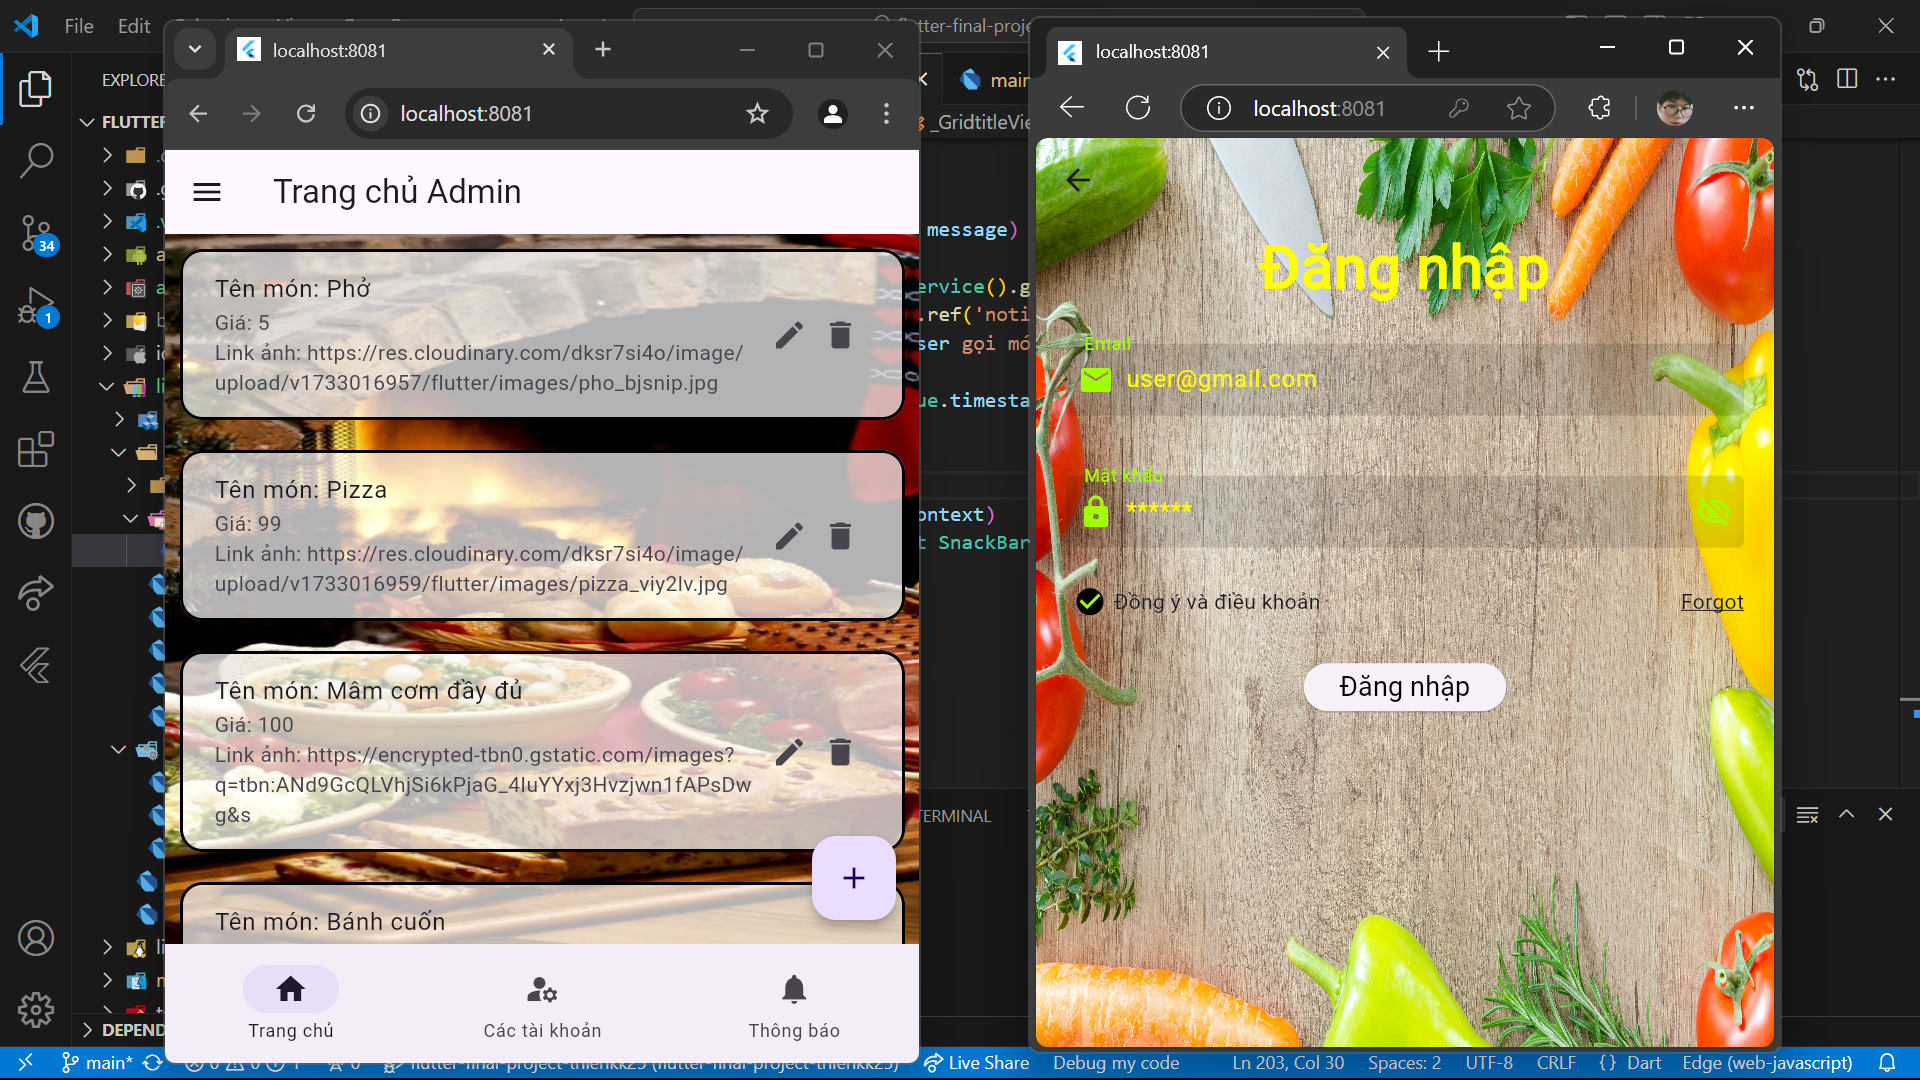 File
Edit
EXPLORE
FLUTTER
34
1
DEPEND
localhost:8081
localhost:8081
Trang chủ Admin
Tên món: Phở
Giá: 5
Link ảnh: https://res.cloudinary.com/dksr7si4o/image/
upload/v1733016957/flutter/images/pho_bjsnip.jpg
Tên món: Pizza
Giá: 99
Link ảnh: https://res.cloudinary.com/dksr7si4o/image/
upload/v1733016959/flutter/images/pizza_viy2lv.jpg
Tên món: Mâm cơm đầy đủ
Giá: 100
Link ảnh: https://encrypted-tbn0.gstatic.com/images?
q=tbn:ANd9GcQLVhjSi6kPjaG_4IuYYxj3Hvzjwn1fAPsDw
g&s
Tên món: Bánh cuốn
Trang chủ
Các tài khoản
Thông báo
main
_GridtitleVie
message)
ervice().g
.ref('noti
ser gọi mó
ue.timesta
ontext)
t SnackBar
TERMINAL
localhost:8081
localhost:8081
Đăng nhập
Email
user@gmail.com
Mật khẩu
******
Đồng ý và điều khoản
Forgot
Đăng nhập
main*
Live Share
Debug my code
Ln 203, Col 30
Spaces: 2
UTF-8
CRLF
{ } Dart
Edge (web-javascript)